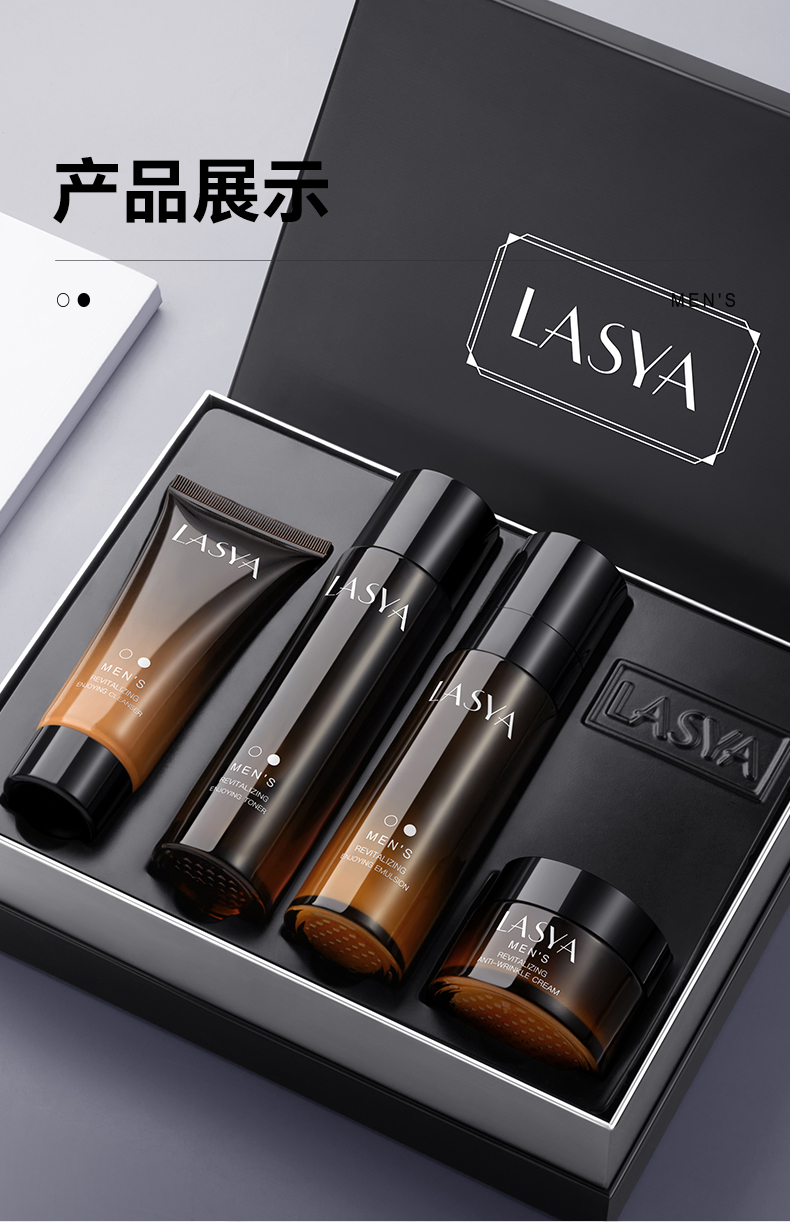 产品展示
MEN'S
LASYA
LASYA
MEN'S
REVITALIZING
ENJOYING CLEANSER
LASYA
MEN'S
REVITALIZING
ENJOYING TONER
LASYA
MEN'S
REVITALIZING
ENJOYING EMULSION
LASYA
LASYA
MEN'S
REVITALIZING
ANTI-WRINKLE CREAM